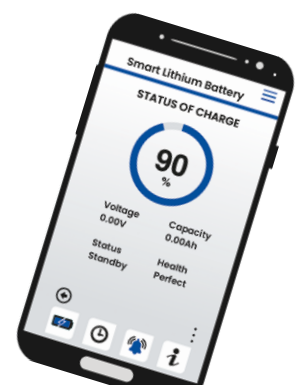 Smart Lithium Battery
STATUS OF CHARGE
90
%
Voltage
0.00V
Capacity
0.00Ah
Status
Standby
Health
Perfect